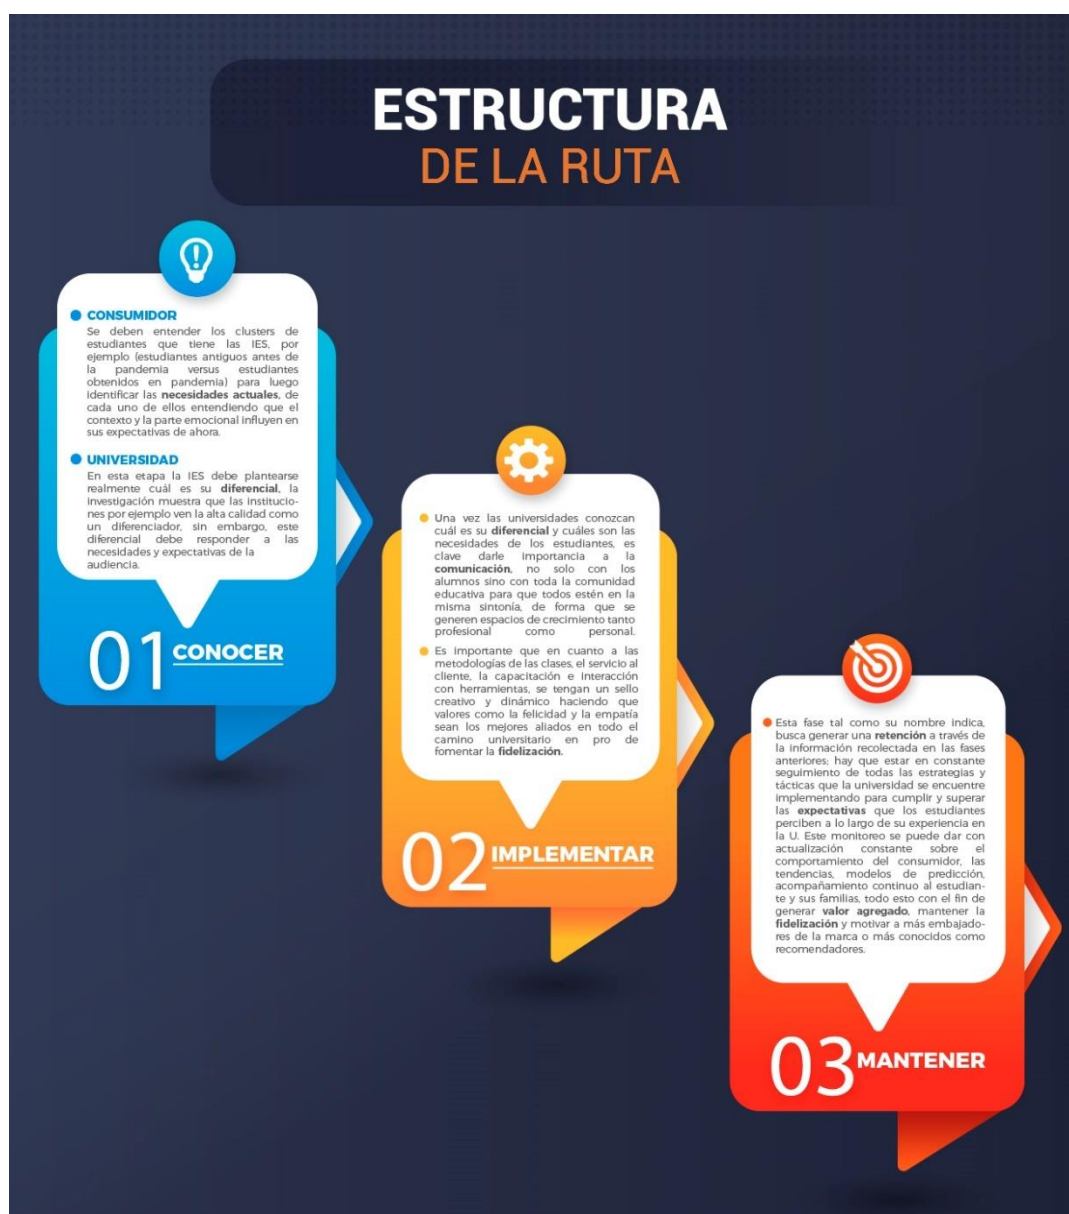 ESTRUCTURA
DE LA RUTA
CONSUMIDOR
Se deben entender los clusters de
estudiantes que tiene las IES, por
ejemplo (estudiantes antiguos antes de
la pandemia versus estudiantes
obtenidos en pandemia) para luego
identificar las necesidades actuales, de
cada uno de ellos entendiendo que el
contexto y la parte emocional influyen en
sus expectativas de ahora.
UNIVERSIDAD
En esta etapa la IES debe plantearse
realmente cuál es su diferencial, la
investigación muestra que las institucio-
nes por ejemplo ven la alta calidad como
un diferenciador, sin embargo, este
diferencial debe responder a las
necesidades y expectativas de la
audiencia.
01 CONOCER
Una vez las universidades conozcan
cuál es su diferencial y cuáles son las
necesidades de los estudiantes, es
clave darle importancia a la
comunicación, no solo con los
alumnos sino con toda la comunidad
educativa para que todos estén en la
misma sintonía, de forma que se
generen espacios de crecimiento tanto
profesional como personal.
Es importante que en cuanto a las
metodologías de las clases, el servicio al
cliente, la capacitación e interacción
con herramientas, se tengan un sello
creativo y dinámico haciendo que
valores como la felicidad y la empatía
sean los mejores aliados en todo el
camino universitario en pro de
fomentar la fidelización.
02 IMPLEMENTAR
Esta fase tal como su nombre indica,
busca generar una retención a través de
la información recolectada en las fases
anteriores; hay que estar en constante
seguimiento de todas las estrategias y
tácticas que la universidad se encuentre
implementando para cumplir y superar
las expectativas que los estudiantes
perciben a lo largo de su experiencia en
la U. Este monitoreo se puede dar con
actualización constante sobre el
comportamiento del consumidor, las
tendencias, modelos de predicción,
acompañamiento continuo al estudian-
te y sus familias, todo esto con el fin de
generar valor agregado, mantener la
fidelización y motivar a más embajado-
res de la marca o más conocidos como
recomendadores.
03 MANTENER